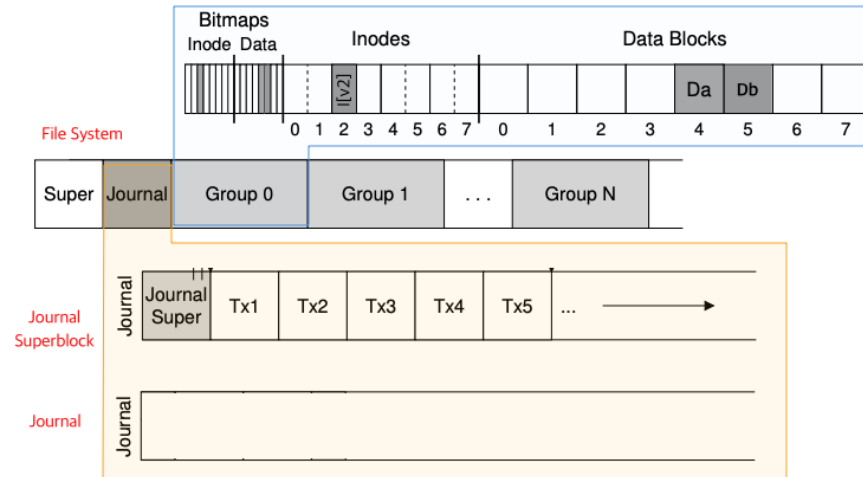 Bitmaps
Inode Data
Inodes
Data Blocks
I[v2]
Da
Db
0 1 2 3 4 5 6 7
0 1 2 3 4 5 6 7
File System
Super
Journal
Group 0
Group 1
. . .
Group N
Journal
Journal
Super
Tx1
Tx2
Tx3
Tx4
Tx5
...
Journal
Superblock
Journal
Journal